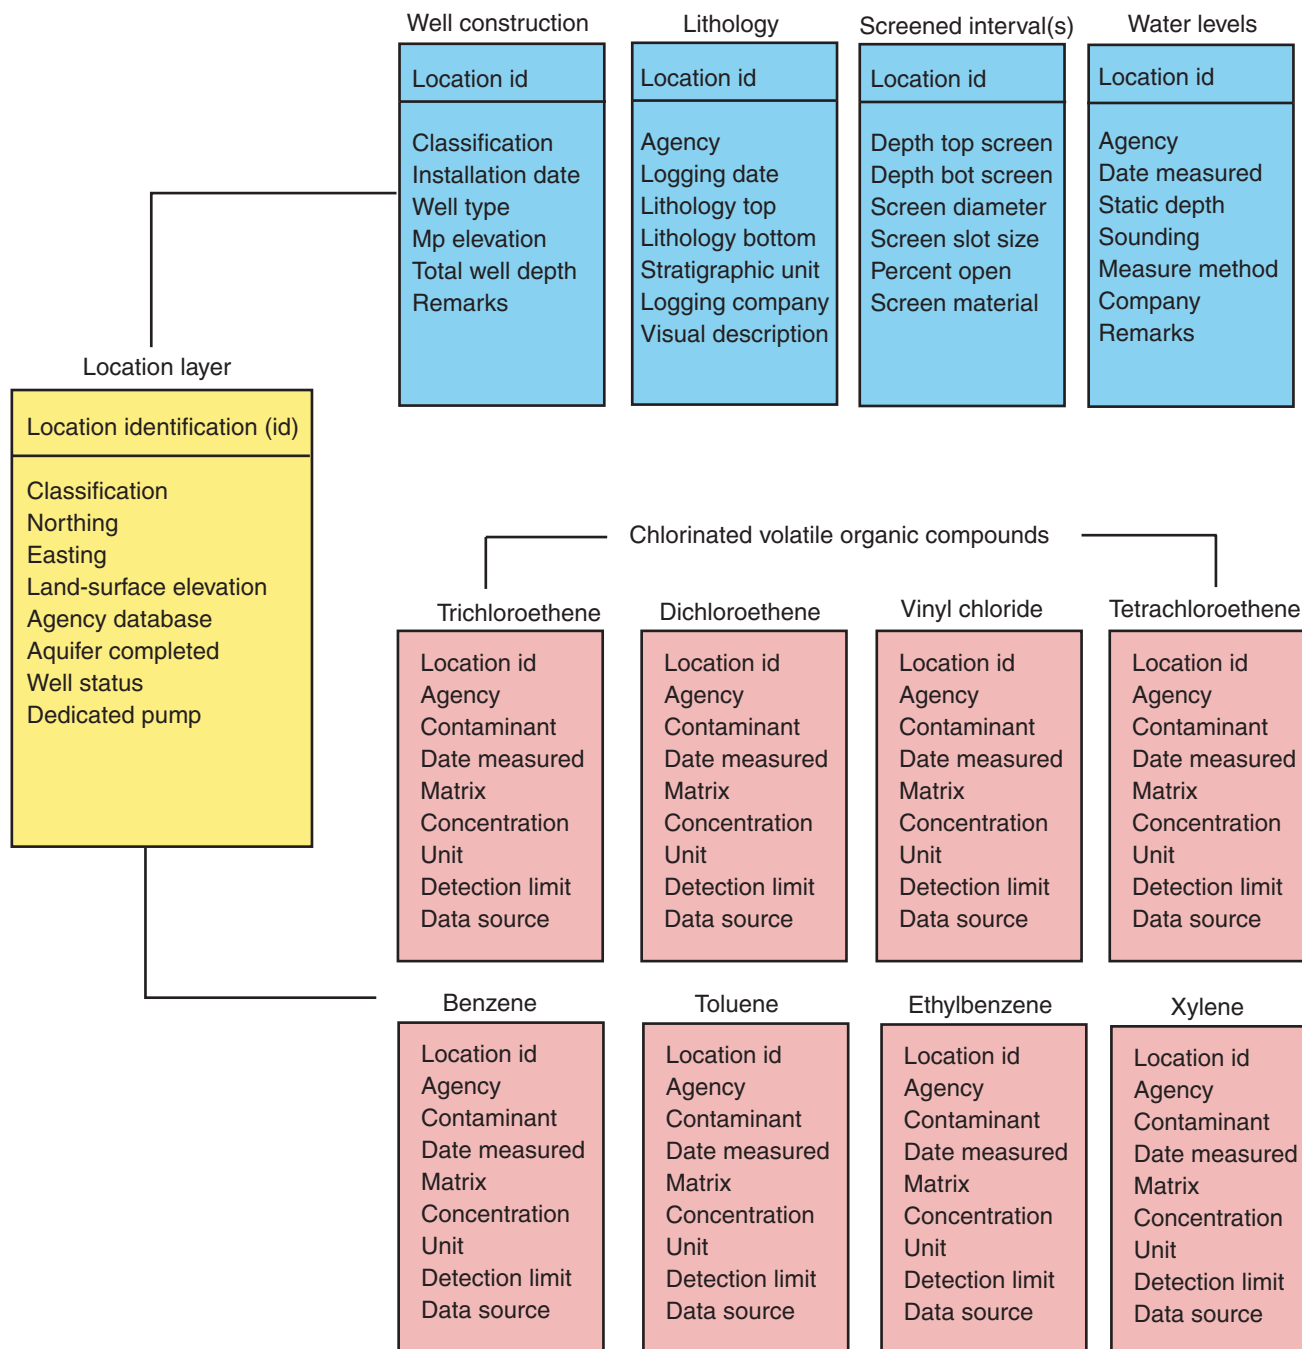 Well construction
Location id
Classification
Installation date
Well type
Mp elevation
Total well depth
Remarks
Lithology
Location id
Agency
Logging date
Lithology top
Lithology bottom
Stratigraphic unit
Logging company
Visual description
Screened interval(s)
Location id
Depth top screen
Depth bot screen
Screen diameter
Screen slot size
Percent open
Screen material
Water levels
Location id
Agency
Date measured
Static depth
Sounding
Measure method
Company
Remarks
Location layer
Location identification (id)
Classification
Northing
Easting
Land-surface elevation
Agency database
Aquifer completed
Well status
Dedicated pump
Chlorinated volatile organic compounds
Trichloroethene
Location id
Agency
Contaminant
Date measured
Matrix
Concentration
Unit
Detection limit
Data source
Dichloroethene
Location id
Agency
Contaminant
Date measured
Matrix
Concentration
Unit
Detection limit
Data source
Vinyl chloride
Location id
Agency
Contaminant
Date measured
Matrix
Concentration
Unit
Detection limit
Data source
Tetrachloroethene
Location id
Agency
Contaminant
Date measured
Matrix
Concentration
Unit
Detection limit
Data source
Benzene
Location id
Agency
Contaminant
Date measured
Matrix
Concentration
Unit
Detection limit
Data source
Toluene
Location id
Agency
Contaminant
Date measured
Matrix
Concentration
Unit
Detection limit
Data source
Ethylbenzene
Location id
Agency
Contaminant
Date measured
Matrix
Concentration
Unit
Detection limit
Data source
Xylene
Location id
Agency
Contaminant
Date measured
Matrix
Concentration
Unit
Detection limit
Data source